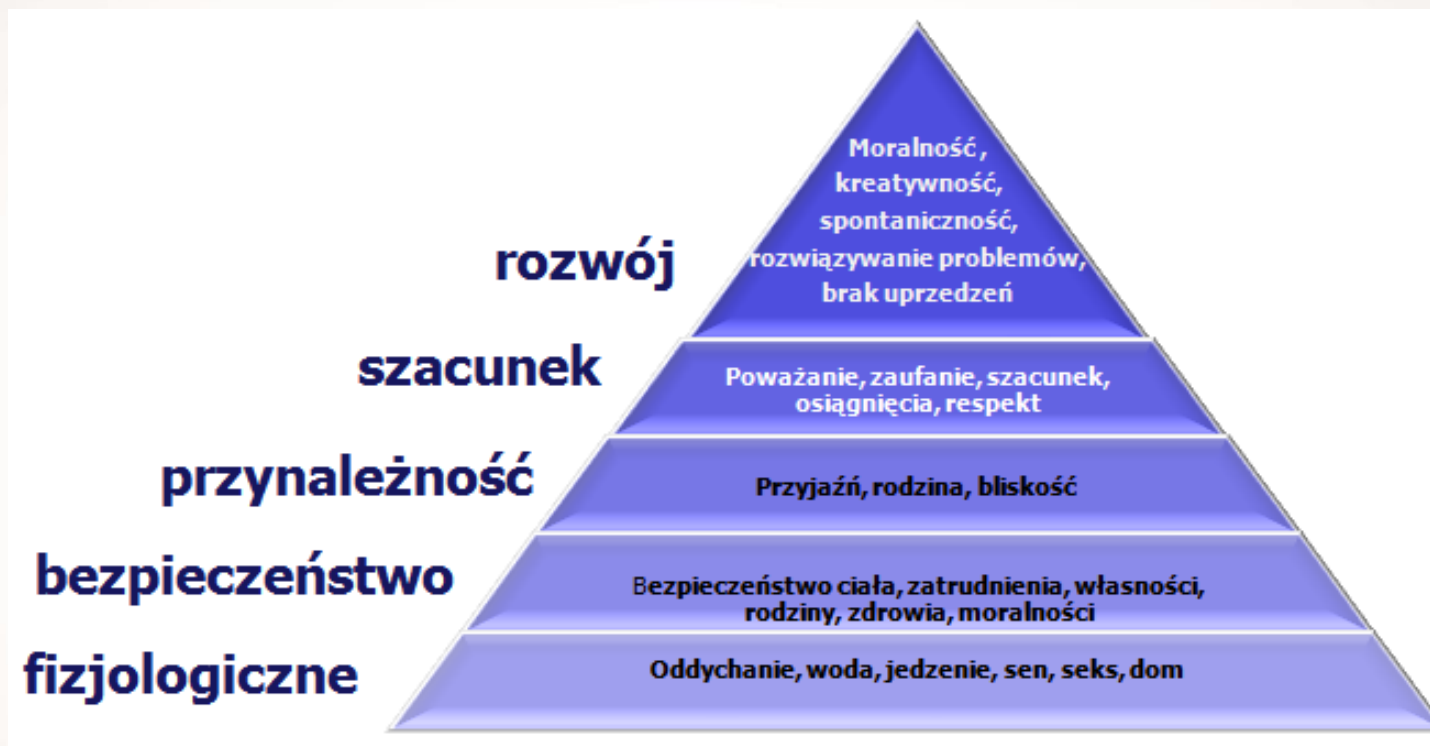 Moralność ,
kreatywność,
spontaniczność,
rozwiązywanie problemów,
brak uprzedzeń
rozwój
szacunek
Poważanie, zaufanie, szacunek,
osiągnięcia, respekt
przynależność
Przyjaźń, rodzina, bliskość
bezpieczeństwo
Bezpieczeństwo ciała, zatrudnienia, własności,
rodziny, zdrowia, moralności
fizjologiczne
Oddychanie, woda, jedzenie, sen, seks, dom